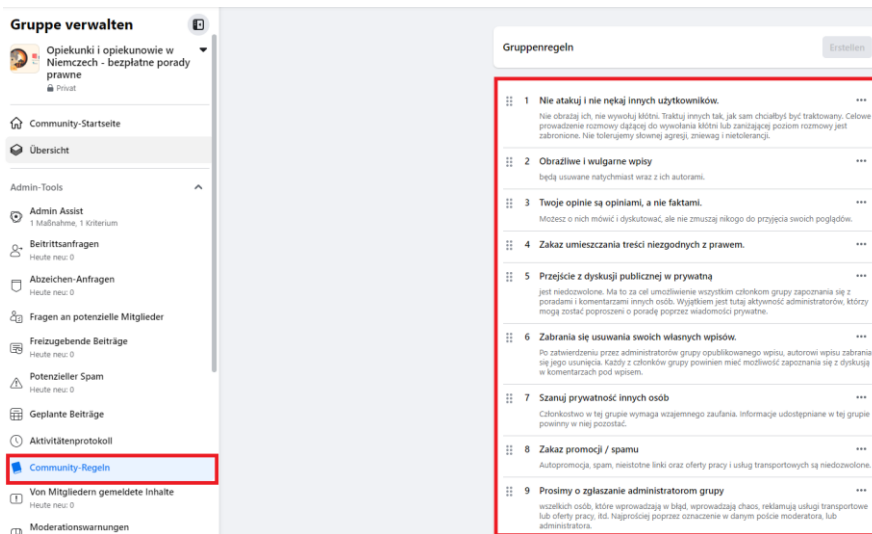 Gruppe verwalten
Opiekunki i opiekunowie w
Niemczech - bezpłatne porady
prawne
Privat
Community-Startseite
Übersicht
Admin-Tools
Admin Assist
1 Maßnahme, 1 Kriterium
Beitrittsanfragen
Heute neu: 0
Abzeichen-Anfragen
Heute neu: 0
Fragen an potenzielle Mitglieder
Freizugebende Beiträge
Heute neu: 0
Potenzieller Spam
Heute neu: 0
Geplante Beiträge
Aktivitätenprotokoll
Community-Regeln
Von Mitgliedern gemeldete Inhalte
Heute neu: 0
Moderationswarnungen
Gruppenregeln
Erstellen
1 Nie atakuj i nie nękaj innych użytkowników.
Nie obrażaj ich, nie wywołuj kłótni. Traktuj innych tak, jak sam chciałbyś być traktowany. Celowe
prowadzenie rozmowy dążącej do wywołania kłótni lub zaniżającej poziom rozmowy jest
zabronione. Nie tolerujemy słownej agresji, zniewag i nietolerancji.
2 Obraźliwe i wulgarne wpisy
będą usuwane natychmiast wraz z ich autorami.
3 Twoje opinie są opiniami, a nie faktami.
Możesz o nich mówić i dyskutować, ale nie zmuszaj nikogo do przyjęcia swoich poglądów.
4 Zakaz umieszczania treści niezgodnych z prawem.
5 Przejście z dyskusji publicznej w prywatną
jest niedozwolone. Ma to za cel umożliwienie wszystkim członkom grupy zapoznania się z
poradami i komentarzami innych osób. Wyjątkiem jest tutaj aktywność administratorów, którzy
mogą zostać poproszeni o poradę poprzez wiadomości prywatne.
6 Zabrania się usuwania swoich własnych wpisów.
Po zatwierdzeniu przez administratorów grupy opublikowanego wpisu, autorowi wpisu zabrania
się jego usunięcia. Każdy z członków grupy powinien mieć możliwość zapoznania się z dyskusją
w komentarzach pod wpisem.
7 Szanuj prywatność innych osób
Członkostwo w tej grupie wymaga wzajemnego zaufania. Informacje udostępniane w tej grupie
powinny w niej pozostać.
8 Zakaz promocji / spamu
Autopromocja, spam, nieistotne linki oraz oferty pracy i usług transportowych są niedozwolone.
9 Prosimy o zgłaszanie administratorom grupy
wszelkich osób, które wprowadzają w błąd, wprowadzają chaos, reklamują usługi transportowe
lub oferty pracy, itd. Najprościej poprzez oznaczenie w danym poście moderatora, lub
administratora.